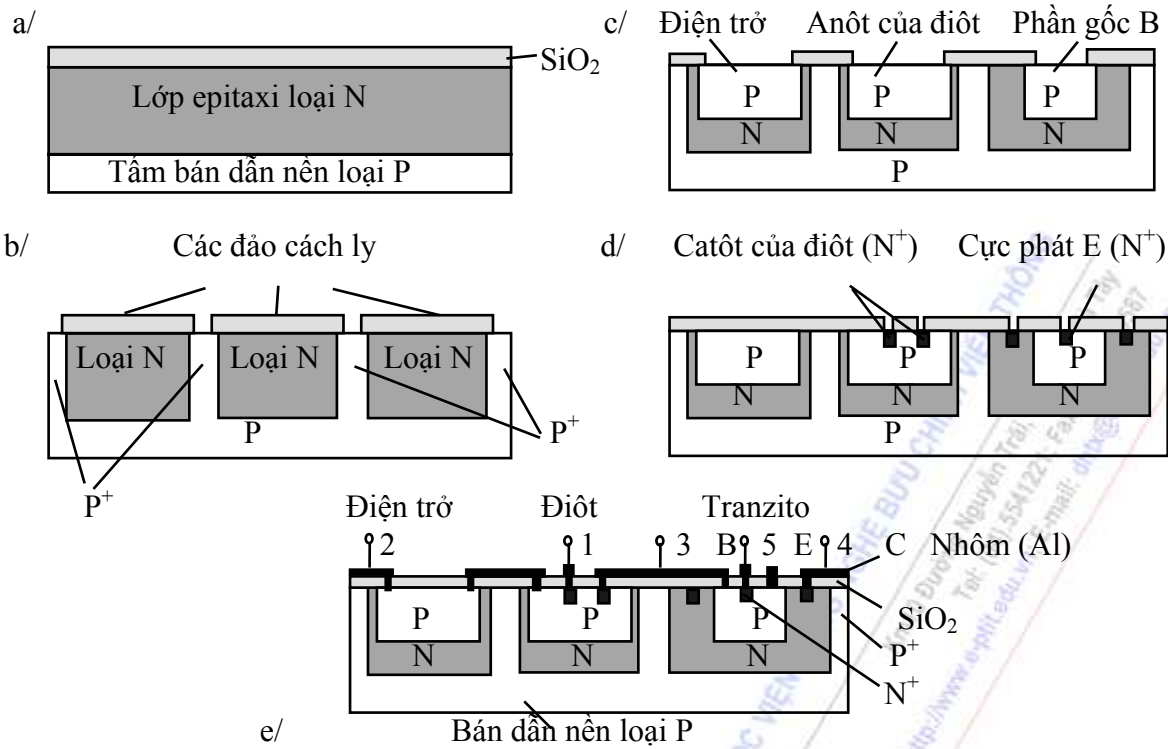 a/
SiO2
Lớp epitaxi loại N
Tấm bán dẫn nền loại P
c/ Điện trở Anôt của điôt Phần gốc B
P P P
N N N
P
b/ Các đảo cách ly
Loại N Loại N Loại N
P
P+
P+
d/ Catôt của điôt (N+) Cực phát E (N+)
P P P
N N
P
Điện trở Điôt Tranzito
2 1 3 B 5 E 4 C Nhôm (Al)
SiO2
P P P
N N
P+
N+
e/ Bán dẫn nền loại P